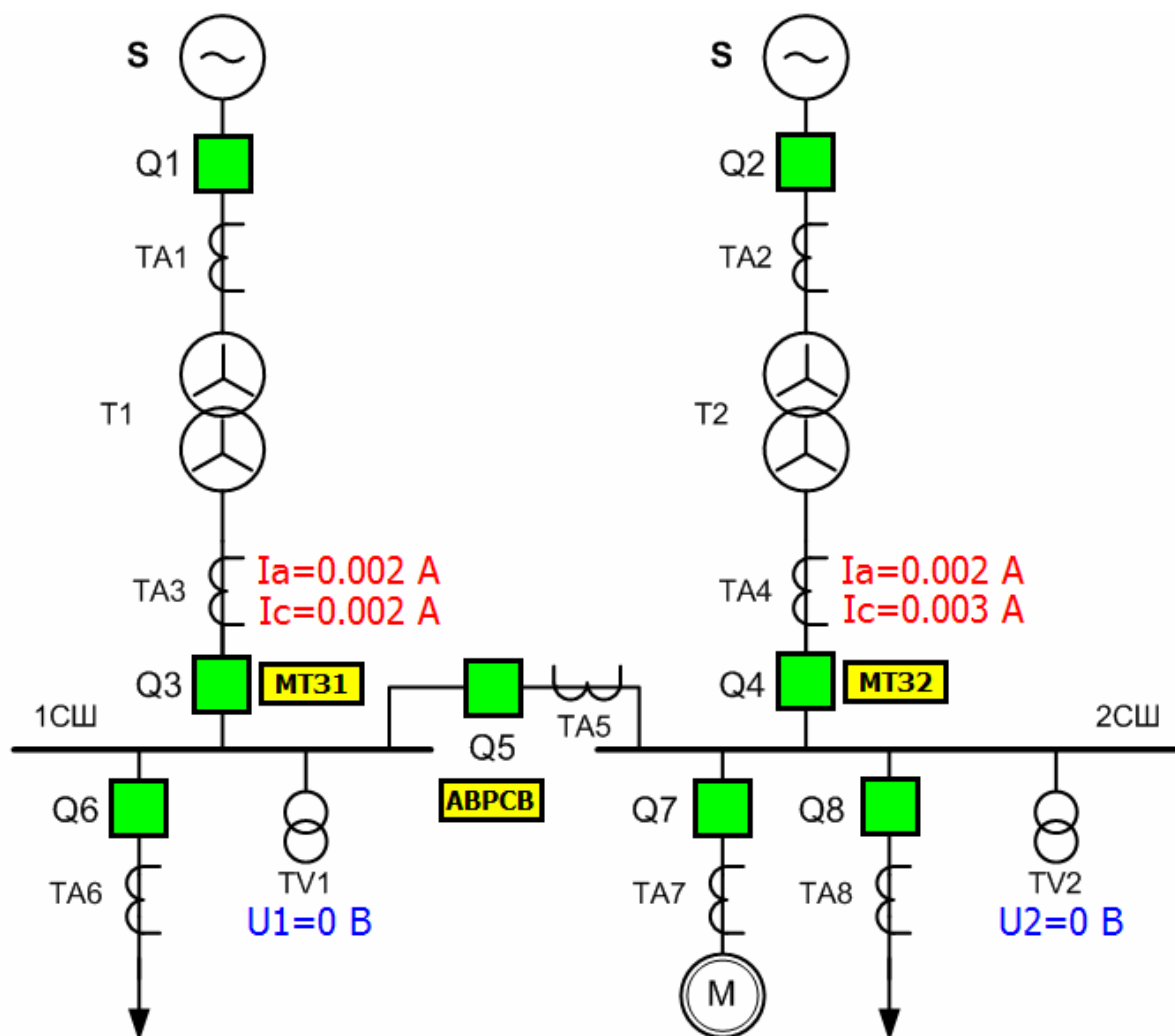 S
S
Q1
Q2
TA1
TA2
T1
T2
TA3
Ia=0.002 A
Ic=0.002 A
TA4
Ia=0.002 A
Ic=0.003 A
Q3
МТЗ1
Q4
МТЗ2
1СШ
TA5
2СШ
Q5
АВРСВ
Q6
Q7
Q8
TA6
TV1
TA7
TA8
TV2
U1=0 В
U2=0 В
M